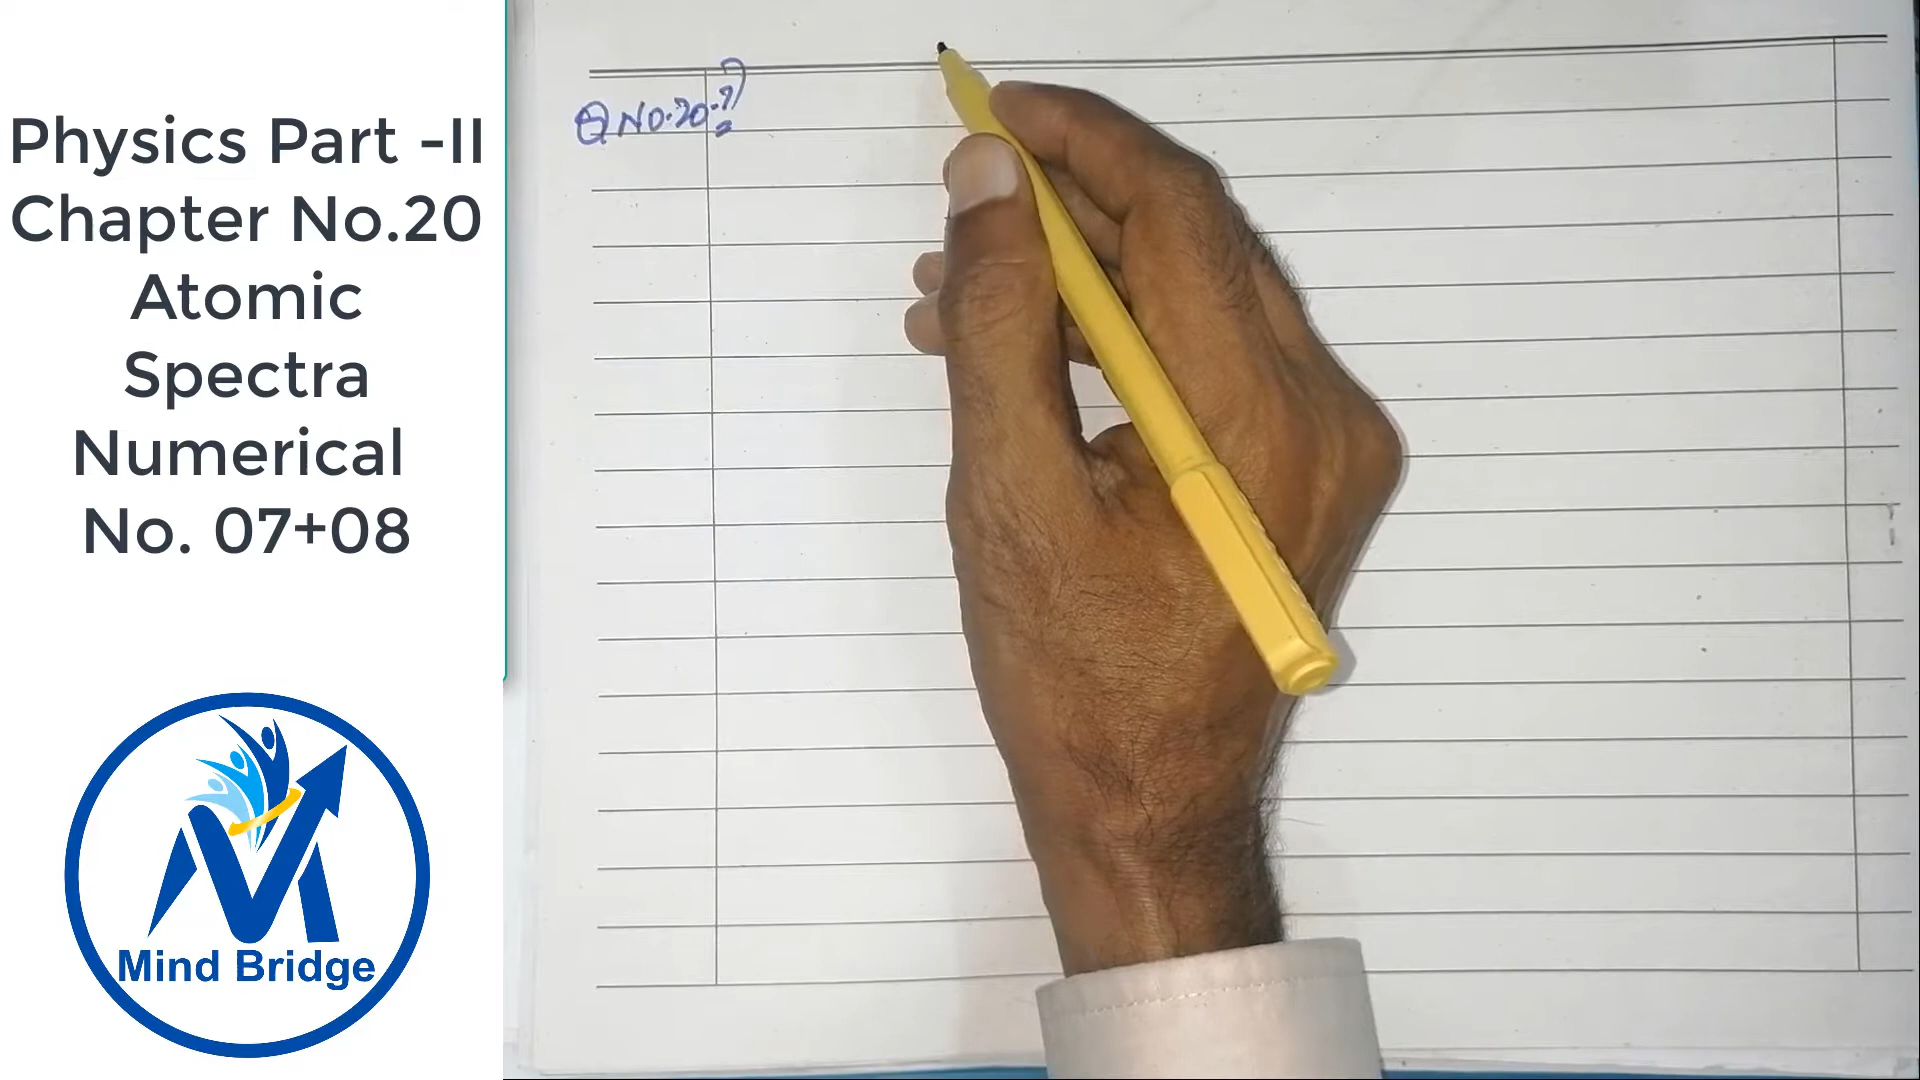 Physics Part -II
Chapter No.20
Atomic
Spectra
Numerical
No. 07+08
Mind Bridge
Q No.20.7